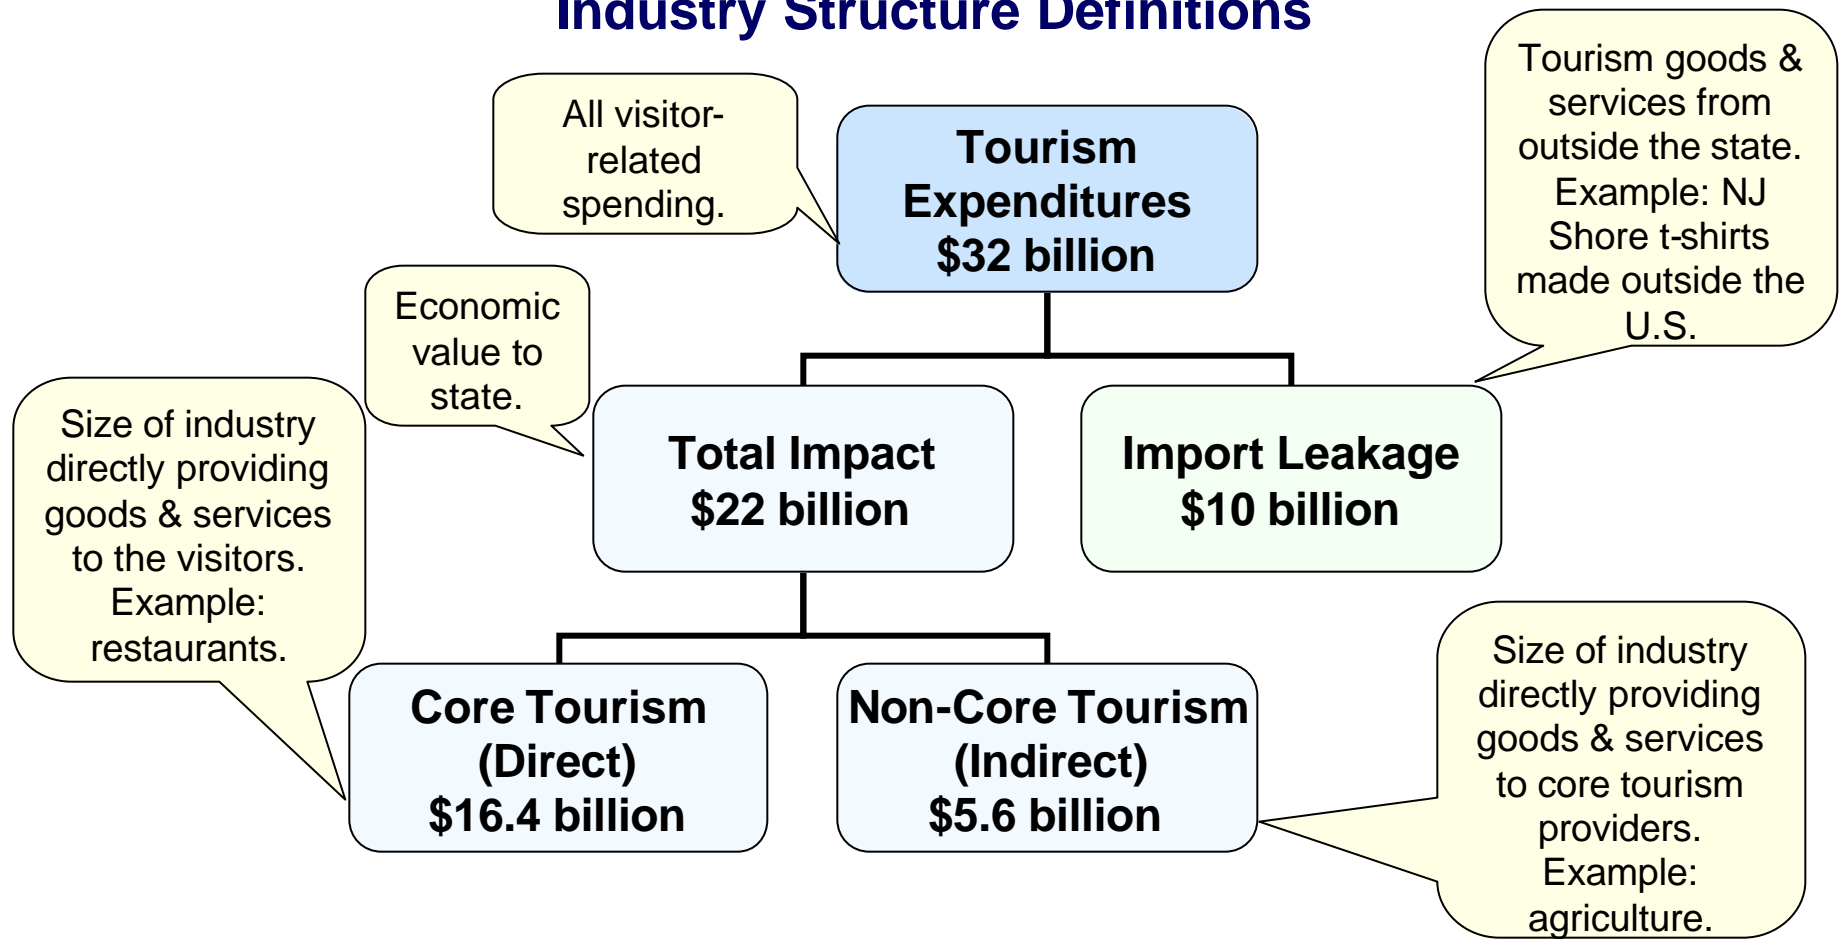 Industry Structure Definitions
All visitor-
related
spending.
Tourism
Expenditures
$32 billion
Tourism goods &
services from
outside the state.
Example: NJ
Shore t-shirts
made outside the
U.S.
Economic
value to
state.
Size of industry
directly providing
goods & services
to the visitors.
Example:
restaurants.
Total Impact
$22 billion
Import Leakage
$10 billion
Core Tourism
(Direct)
$16.4 billion
Non-Core Tourism
(Indirect)
$5.6 billion
Size of industry
directly providing
goods & services
to core tourism
providers.
Example:
agriculture.